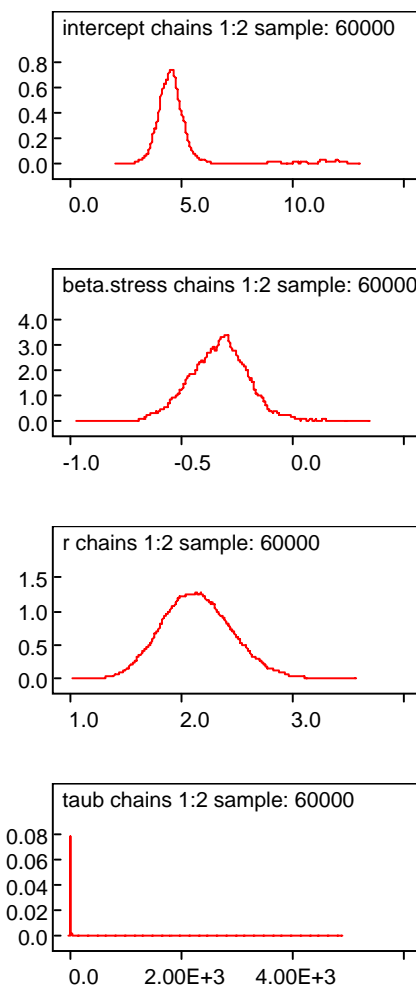 intercept chains 1:2 sample: 60000
0.8
0.6
0.4
0.2
0.0
0.0 5.0 10.0
beta.stress chains 1:2 sample: 60000
4.0
3.0
2.0
1.0
0.0
-1.0 -0.5 0.0
r chains 1:2 sample: 60000
1.5
1.0
0.5
0.0
1.0 2.0 3.0
taub chains 1:2 sample: 60000
0.08
0.06
0.04
0.02
0.0
0.0 2.00E+3 4.00E+3